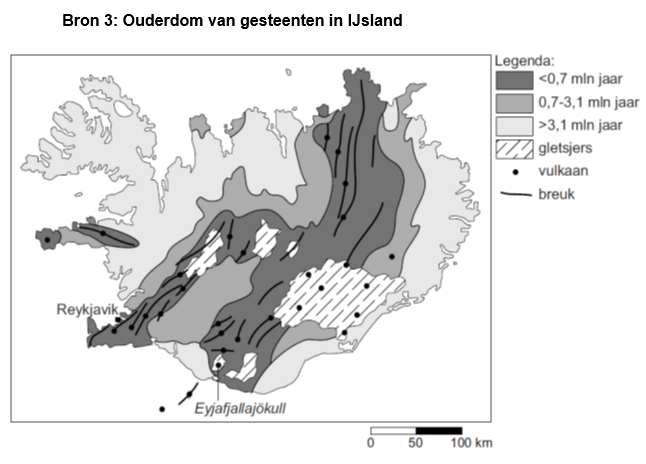 Bron 3: Ouderdom van gesteenten in IJsland
Legenda:
<0,7 mln jaar
0,7-3,1 mln jaar
>3,1 mln jaar
gletsjers
vulkaan
breuk
Reykjavik
Eyjafjallajökull
0 50 100 km